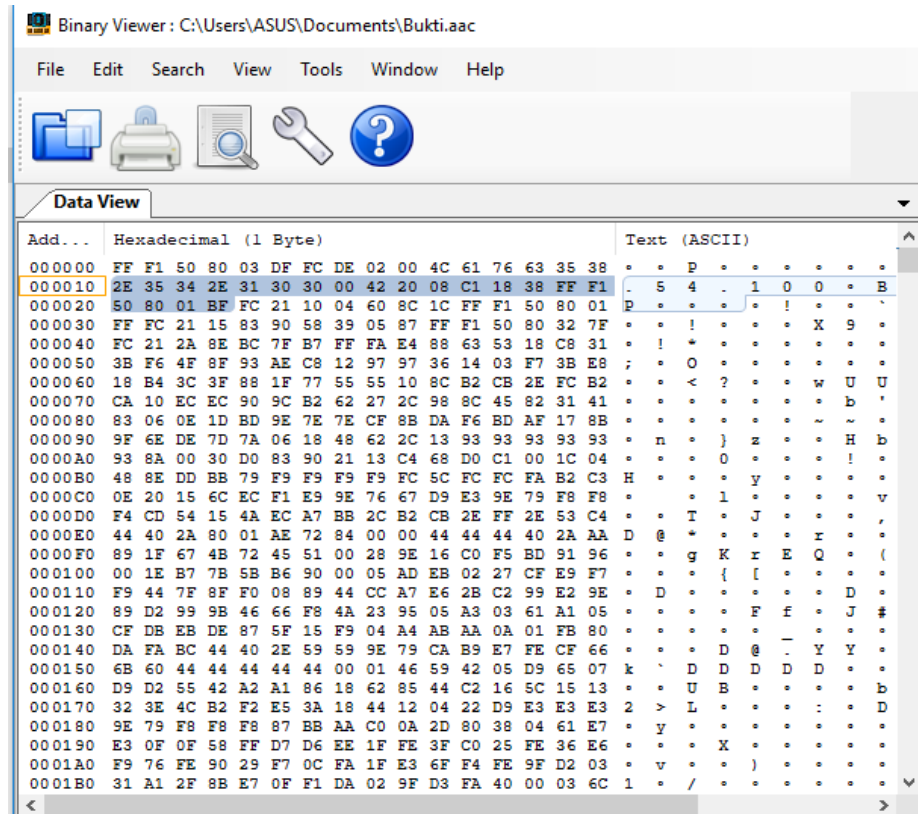 Binary Viewer : C:\Users\ASUS\Documents\Bukti.aac
File Edit Search View Tools Window Help
Data View
Add... Hexadecimal (1 Byte) Text (ASCII)
000000 FF F1 50 80 03 DF FC DE 02 00 4C 61 76 63 35 38 ∘ ∘ P ∘ ∘ ∘ ∘ ∘ ∘
000010 2E 35 34 2E 31 30 30 00 42 20 08 C1 18 38 FF F1 . 5 4 . 1 0 0 ∘ B
000020 50 80 01 BF FC 21 10 04 60 8C 1C FF F1 50 80 01 P ∘ ∘ ∘ ∘ ! ∘ ∘ `
000030 FF FC 21 15 83 90 58 39 05 87 FF F1 50 80 32 7F ∘ ∘ ! ∘ ∘ ∘ X 9 ∘
000040 FC 21 2A 8E BC 7F B7 FF FA E4 88 63 53 18 C8 31 ∘ ! * ∘ ∘ ∘ ∘ ∘ ∘
000050 3B F6 4F 8F 93 AE C8 12 97 97 36 14 03 F7 3B E8 ; ∘ O ∘ ∘ ∘ ∘ ∘ ∘
000060 18 B4 3C 3F 88 1F 77 55 55 10 8C B2 CB 2E FC B2 ∘ ∘ < ? ∘ ∘ w U U
000070 CA 10 EC EC 90 9C B2 62 27 2C 98 8C 45 82 31 41 ∘ ∘ ∘ ∘ ∘ ∘ ∘ b '
000080 83 06 0E 1D BD 9E 7E 7E CF 8B DA F6 BD AF 17 8B ∘ ∘ ∘ ∘ ∘ ∘ ~ ~ ∘
000090 9F 6E DE 7D 7A 06 18 48 62 2C 13 93 93 93 93 93 ∘ n ∘ } z ∘ ∘ H b
0000A0 93 8A 00 30 D0 83 90 21 13 C4 68 D0 C1 00 1C 04 ∘ ∘ ∘ 0 ∘ ∘ ∘ ! ∘
0000B0 48 8E DD BB 79 F9 F9 F9 F9 FC 5C FC FC FA B2 C3 H ∘ ∘ ∘ y ∘ ∘ ∘ ∘
0000C0 0E 20 15 6C EC F1 E9 9E 76 67 D9 E3 9E 79 F8 F8 ∘ ∘ l ∘ ∘ ∘ ∘ v
0000D0 F4 CD 54 15 4A EC A7 BB 2C B2 CB 2E FF 2E 53 C4 ∘ ∘ T ∘ J ∘ ∘ ∘ ,
0000E0 44 40 2A 80 01 AE 72 84 00 00 44 44 44 40 2A AA D @ * ∘ ∘ ∘ r ∘ ∘
0000F0 89 1F 67 4B 72 45 51 00 28 9E 16 C0 F5 BD 91 96 ∘ ∘ g K r E Q ∘ (
000100 00 1E B7 7B 5B B6 90 00 05 AD EB 02 27 CF E9 F7 ∘ ∘ ∘ { [ ∘ ∘ ∘ ∘
000110 F9 44 7F 8F F0 08 89 44 CC A7 E6 2B C2 99 E2 9E ∘ D ∘ ∘ ∘ ∘ ∘ D ∘
000120 89 D2 99 9B 46 66 F8 4A 23 95 05 A3 03 61 A1 05 ∘ ∘ ∘ ∘ F f ∘ J #
000130 CF DB EB DE 87 5F 15 F9 04 A4 AB AA 0A 01 FB 80 ∘ ∘ ∘ ∘ ∘ _ ∘ ∘ ∘
000140 DA FA BC 44 40 2E 59 59 9E 79 CA B9 E7 FE CF 66 ∘ ∘ ∘ D @ . Y Y ∘
000150 6B 60 44 44 44 44 44 00 01 46 59 42 05 D9 65 07 k ` D D D D D ∘ ∘
000160 D9 D2 55 42 A2 A1 86 18 62 85 44 C2 16 5C 15 13 ∘ ∘ U B ∘ ∘ ∘ ∘ b
000170 32 3E 4C B2 F2 E5 3A 18 44 12 04 22 D9 E3 E3 E3 2 > L ∘ ∘ ∘ : ∘ D
000180 9E 79 F8 F8 F8 87 BB AA C0 0A 2D 80 38 04 61 E7 ∘ y ∘ ∘ ∘ ∘ ∘ ∘ ∘
000190 E3 0F 0F 58 FF D7 D6 EE 1F FE 3F C0 25 FE 36 E6 ∘ ∘ ∘ X ∘ ∘ ∘ ∘ ∘
0001A0 F9 76 FE 90 29 F7 0C FA 1F E3 6F F4 FE 9F D2 03 ∘ v ∘ ∘ ) ∘ ∘ ∘ ∘
0001B0 31 A1 2F 8B E7 0F F1 DA 02 9F D3 FA 40 00 03 6C 1 ∘ / ∘ ∘ ∘ ∘ ∘ ∘